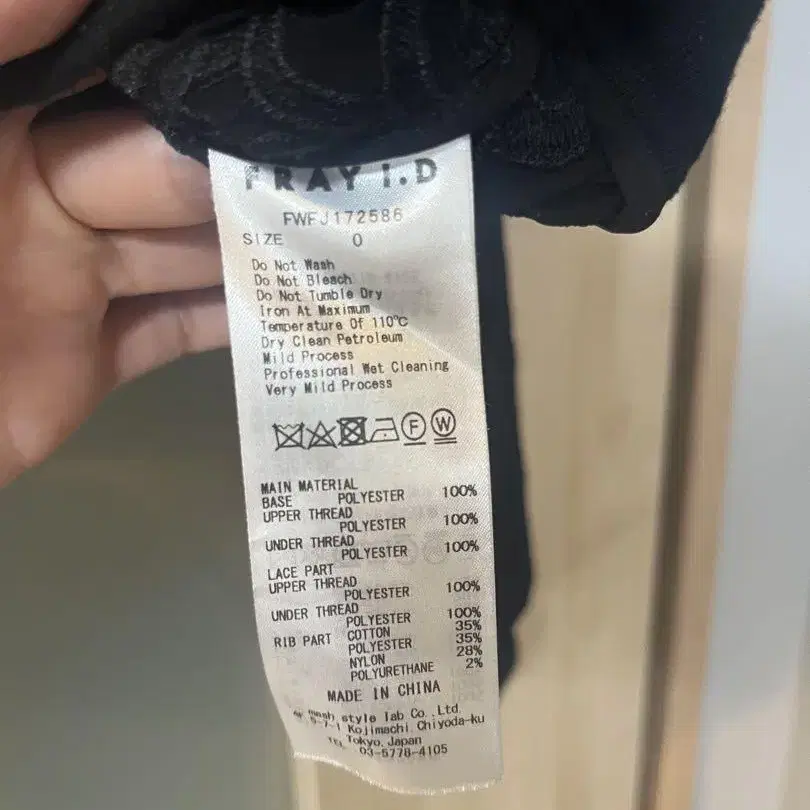 FRAY I.D
FWFJ172586
SIZE 0
Do Not Wash
Do Not Bleach
Do Not Tumble Dry
Iron At Maximum
Temperature Of 110℃
Dry Clean Petroleum
Mild Process
Professional Wet Cleaning
Very Mild Process
F W
MAIN MATERIAL
BASE POLYESTER 100%
UPPER THREAD
POLYESTER 100%
UNDER THREAD
POLYESTER 100%
LACE PART
UPPER THREAD
POLYESTER 100%
UNDER THREAD
POLYESTER 100%
RIB PART COTTON 35%
POLYESTER 35%
NYLON 28%
POLYURETHANE 2%
MADE IN CHINA
mash style lab Co.,Ltd.
5-7-1 Kojimachi, Chiyoda-ku
Tokyo, Japan
TEL 03-5778-4105